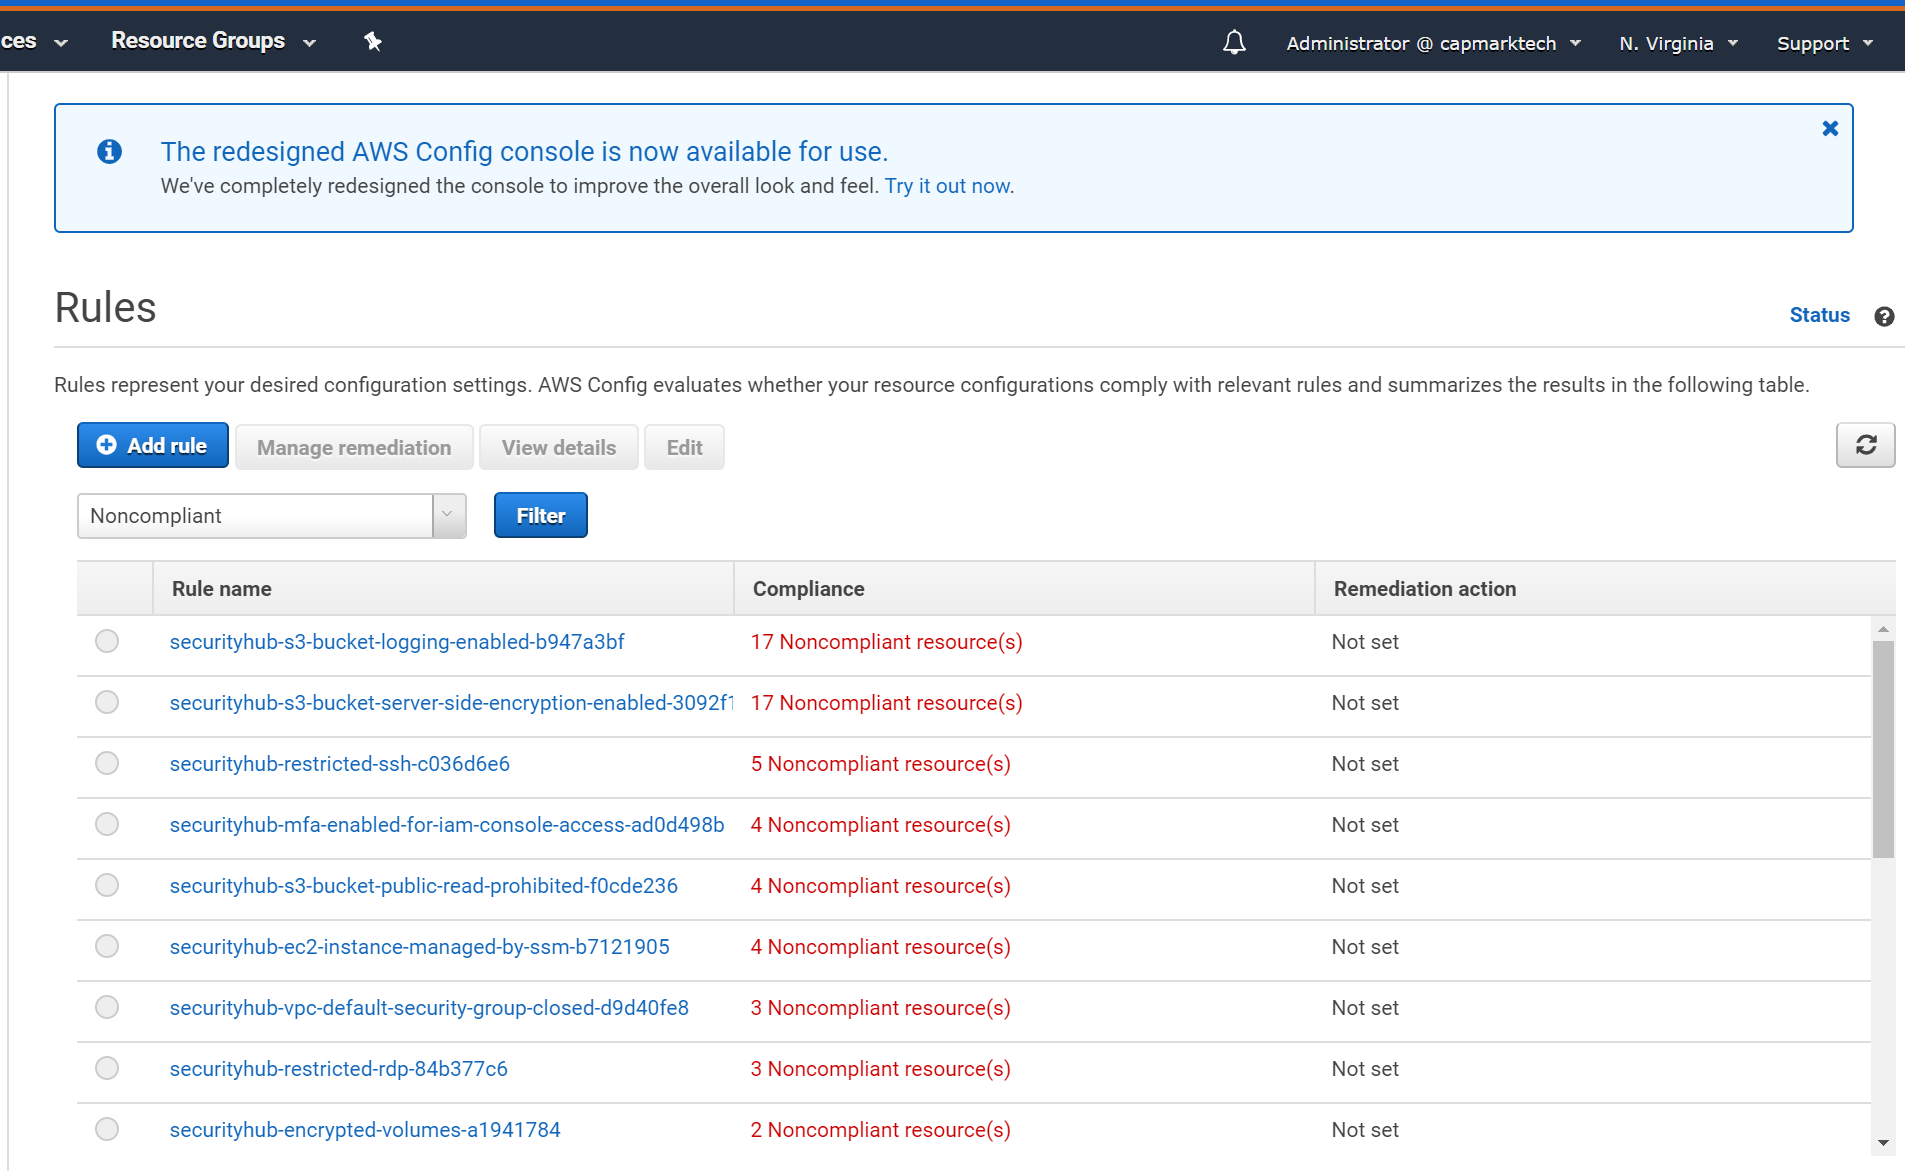 ces Resource Groups Administrator @ capmarktech N. Virginia Support
The redesigned AWS Config console is now available for use.
We've completely redesigned the console to improve the overall look and feel. Try it out now.
Rules
Status
Rules represent your desired configuration settings. AWS Config evaluates whether your resource configurations comply with relevant rules and summarizes the results in the following table.
Add rule Manage remediation View details Edit
Noncompliant Filter
Rule name Compliance Remediation action
securityhub-s3-bucket-logging-enabled-b947a3bf 17 Noncompliant resource(s) Not set
securityhub-s3-bucket-server-side-encryption-enabled-3092f1 17 Noncompliant resource(s) Not set
securityhub-restricted-ssh-c036d6e6 5 Noncompliant resource(s) Not set
securityhub-mfa-enabled-for-iam-console-access-ad0d498b 4 Noncompliant resource(s) Not set
securityhub-s3-bucket-public-read-prohibited-f0cde236 4 Noncompliant resource(s) Not set
securityhub-ec2-instance-managed-by-ssm-b7121905 4 Noncompliant resource(s) Not set
securityhub-vpc-default-security-group-closed-d9d40fe8 3 Noncompliant resource(s) Not set
securityhub-restricted-rdp-84b377c6 3 Noncompliant resource(s) Not set
securityhub-encrypted-volumes-a1941784 2 Noncompliant resource(s) Not set